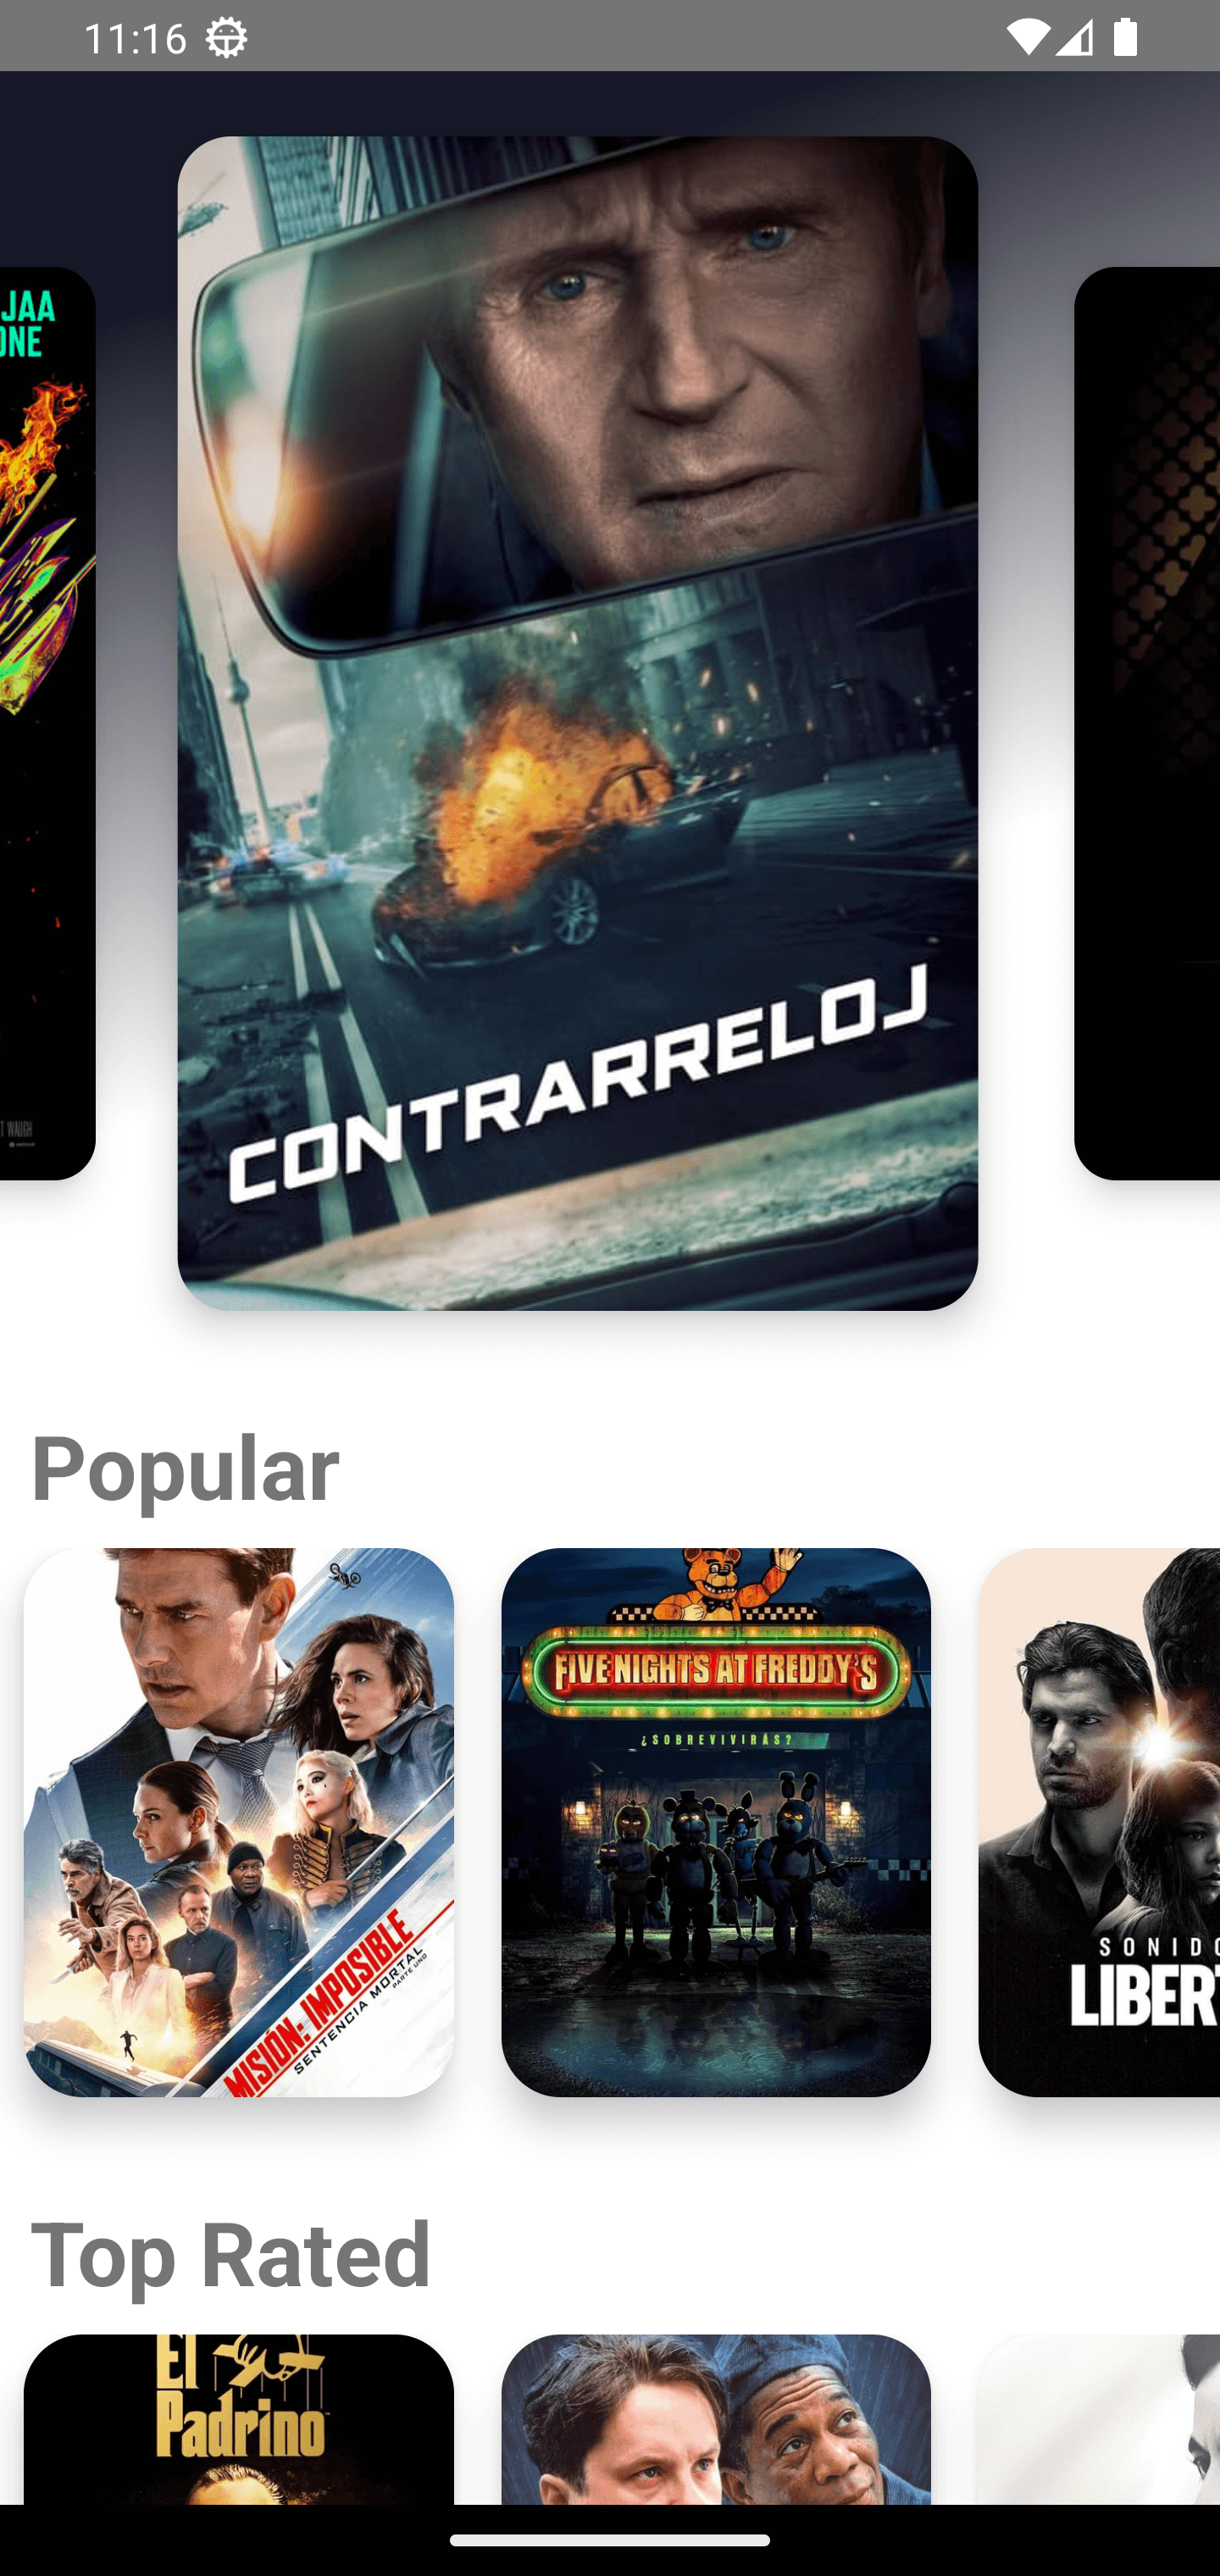 11:16
JAA
ONE
T WAUGH
CONTRARRELOJ
Popular
MISIÓN: IMPOSIBLE
SENTENCIA MORTAL
PARTE UNO
FIVE NIGHTS AT FREDDY'S
¿SOBREVIVIRÁS?
SONIDO
LIBERT
Top Rated
El
Padrino